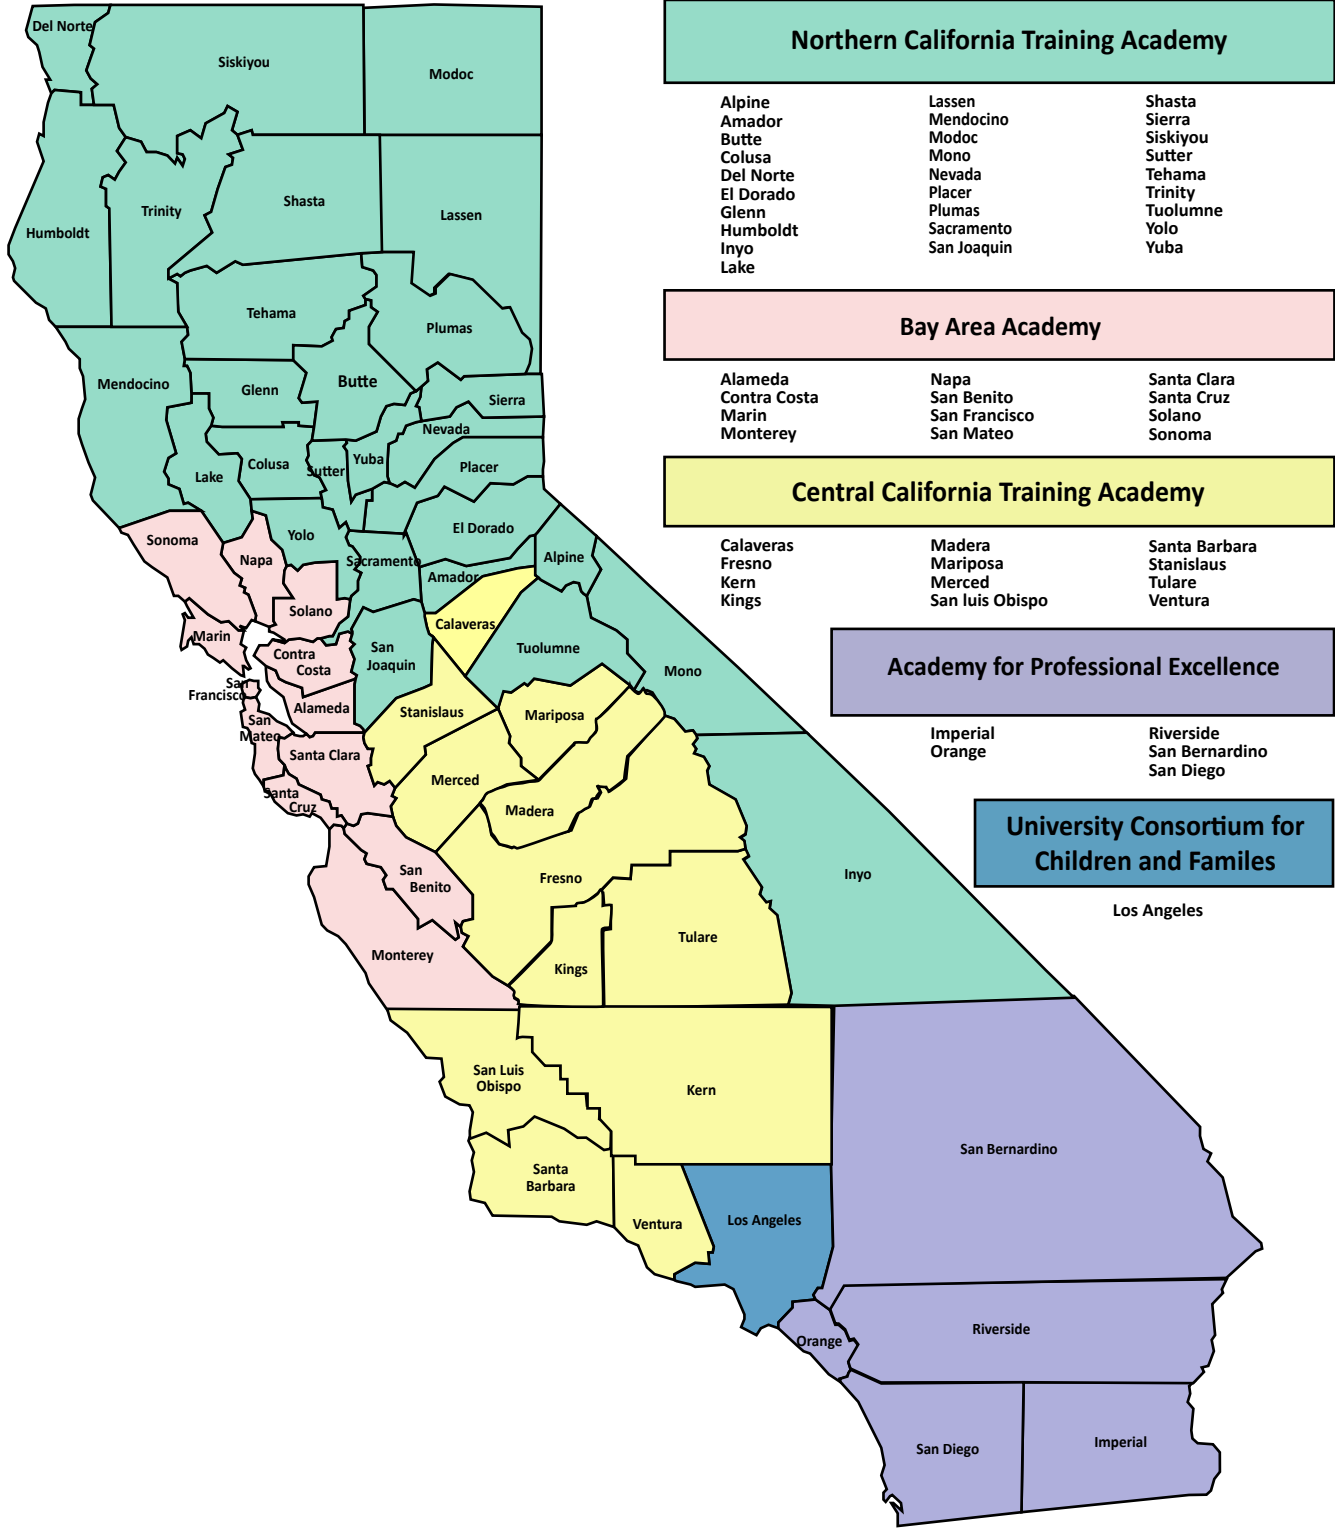 Del Norte
Siskiyou
Modoc
Humboldt
Trinity
Shasta
Lassen
Tehama
Plumas
Mendocino
Glenn
Butte
Sierra
Nevada
Lake
Colusa
Sutter
Yuba
Placer
Sonoma
Napa
Yolo
El Dorado
Sacramento
Alpine
Amador
Solano
Calaveras
Marin
Contra
Costa
San
Joaquin
Tuolumne
Mono
San
Francisco
Alameda
Stanislaus
Mariposa
San
Mateo
Santa Clara
Merced
Madera
Santa
Cruz
San
Benito
Fresno
Inyo
Monterey
Kings
Tulare
San Luis
Obispo
Kern
Santa
Barbara
Ventura
Los Angeles
San Bernardino
Orange
Riverside
San Diego
Imperial
Northern California Training Academy
Alpine
Amador
Butte
Colusa
Del Norte
El Dorado
Glenn
Humboldt
Inyo
Lake
Lassen
Mendocino
Modoc
Mono
Nevada
Placer
Plumas
Sacramento
San Joaquin
Shasta
Sierra
Siskiyou
Sutter
Tehama
Trinity
Tuolumne
Yolo
Yuba
Bay Area Academy
Alameda
Contra Costa
Marin
Monterey
Napa
San Benito
San Francisco
San Mateo
Santa Clara
Santa Cruz
Solano
Sonoma
Central California Training Academy
Calaveras
Fresno
Kern
Kings
Madera
Mariposa
Merced
San luis Obispo
Santa Barbara
Stanislaus
Tulare
Ventura
Academy for Professional Excellence
Imperial
Orange
Riverside
San Bernardino
San Diego
University Consortium for
Children and Familes
Los Angeles